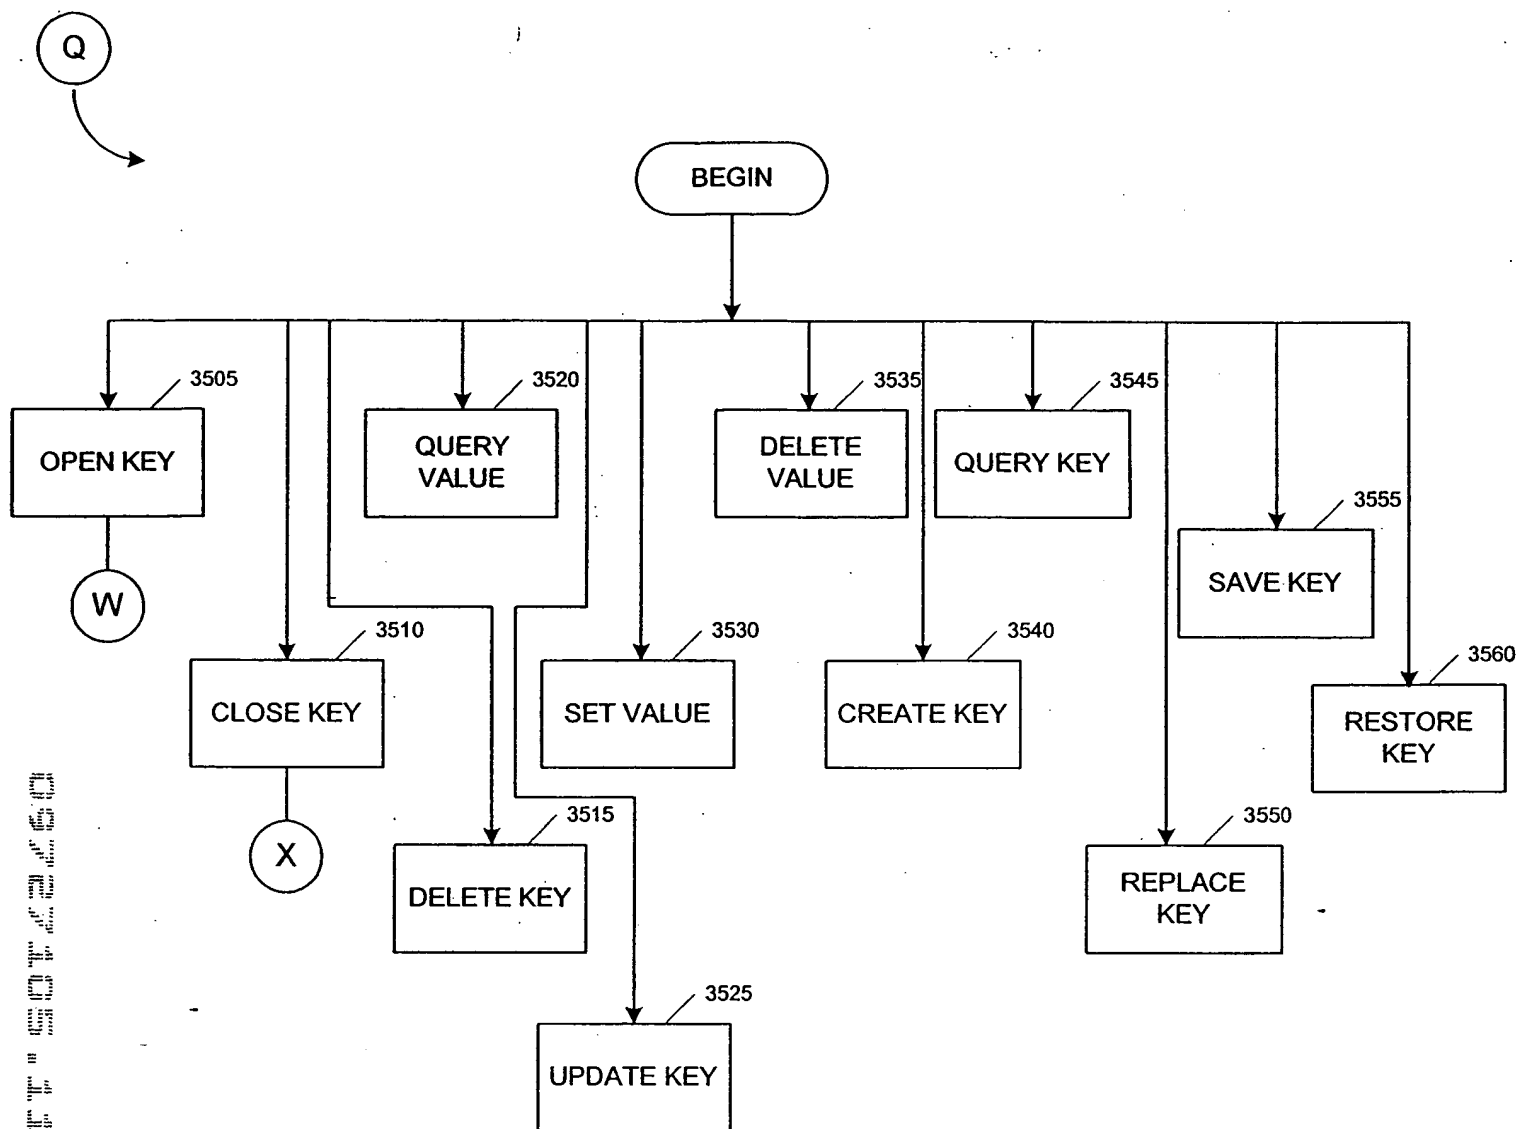 Q
BEGIN
3505
3520
3535
3545
OPEN KEY
QUERY
VALUE
DELETE
VALUE
QUERY KEY
3555
SAVE KEY
W
3510
3530
3540
3560
CLOSE KEY
SET VALUE
CREATE KEY
RESTORE
KEY
X
3515
3550
DELETE KEY
REPLACE
KEY
3525
UPDATE KEY